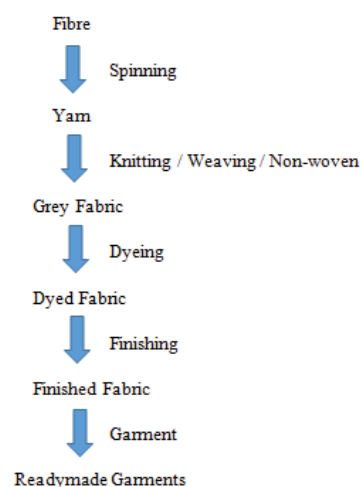 Fibre
Spinning
Yarn
Knitting / Weaving / Non-woven
Grey Fabric
Dyeing
Dyed Fabric
Finishing
Finished Fabric
Garment
Readymade Garments